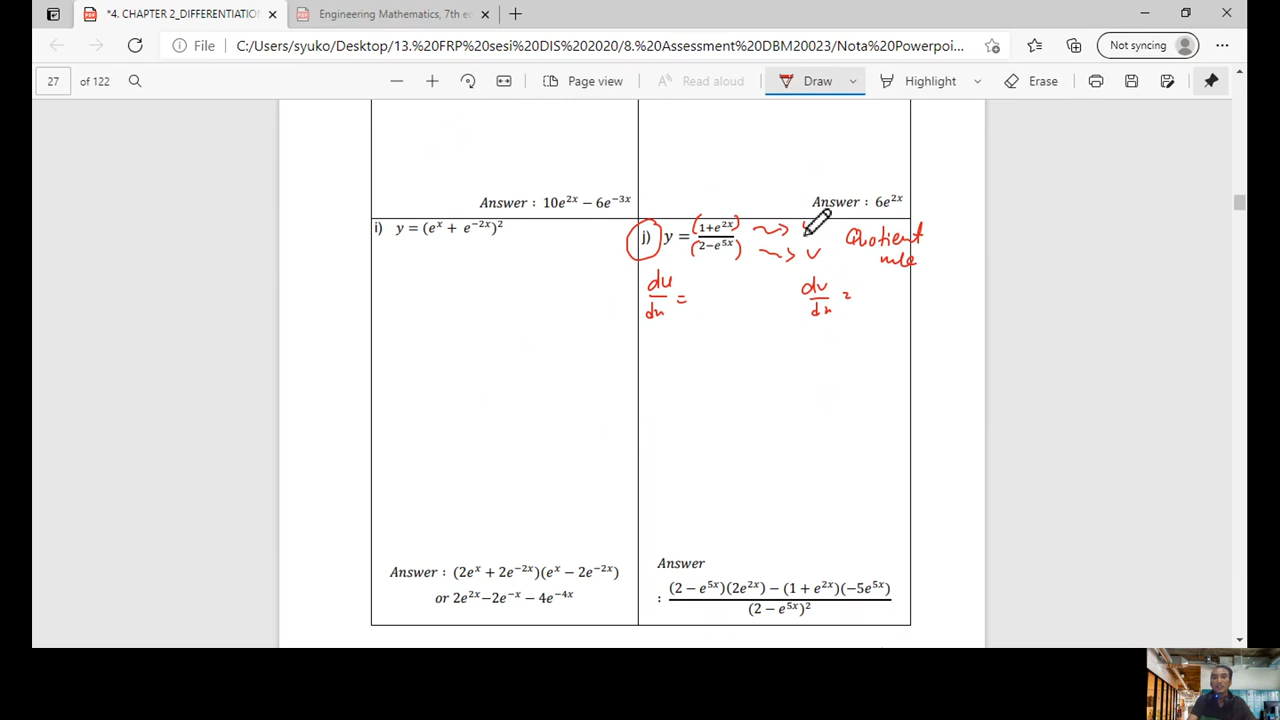 *4. CHAPTER 2_DIFFERENTIATIO
Engineering Mathematics, 7th e
File C:/Users/syuko/Desktop/13.%20FRP%20sesi%20DIS%202020/8.%20Assessment%20DBM20023/Nota%20Powerpoi... Not syncing
27 of 122 Page view Read aloud Draw Highlight Erase
Answer : 10e^{2x} − 6e^{−3x}
Answer : 6e^{2x}
i) y = (e^x + e^{−2x})^2
j) y = (1+e^{2x})/(2−e^{5x})
v
Quotient
rule
du/dx =
dv/dx =
Answer : (2e^x + 2e^{−2x})(e^x − 2e^{−2x})
or 2e^{2x}−2e^{−x} − 4e^{−4x}
Answer
: ((2 − e^{5x})(2e^{2x}) − (1 + e^{2x})(−5e^{5x}))/(2 − e^{5x})^2